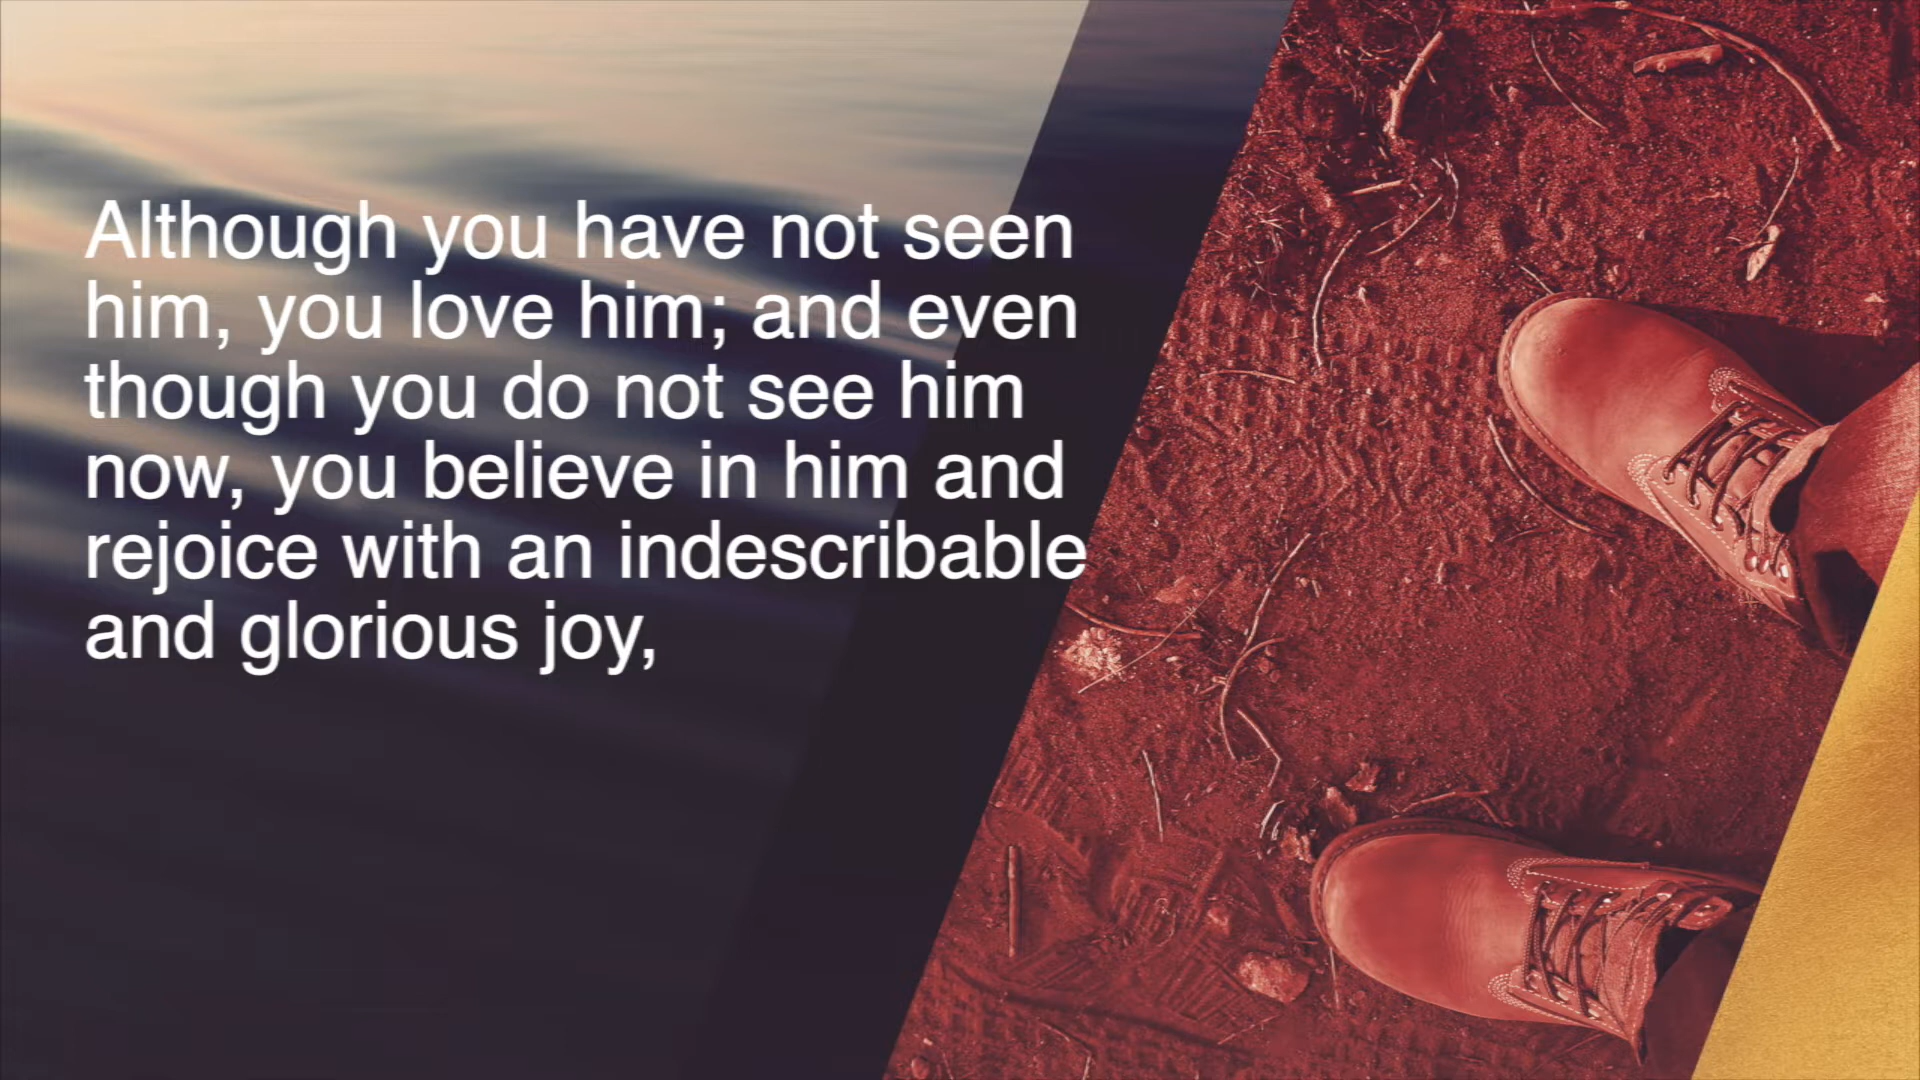 Although you have not seen
him, you love him; and even
though you do not see him
now, you believe in him and
rejoice with an indescribable
and glorious joy,